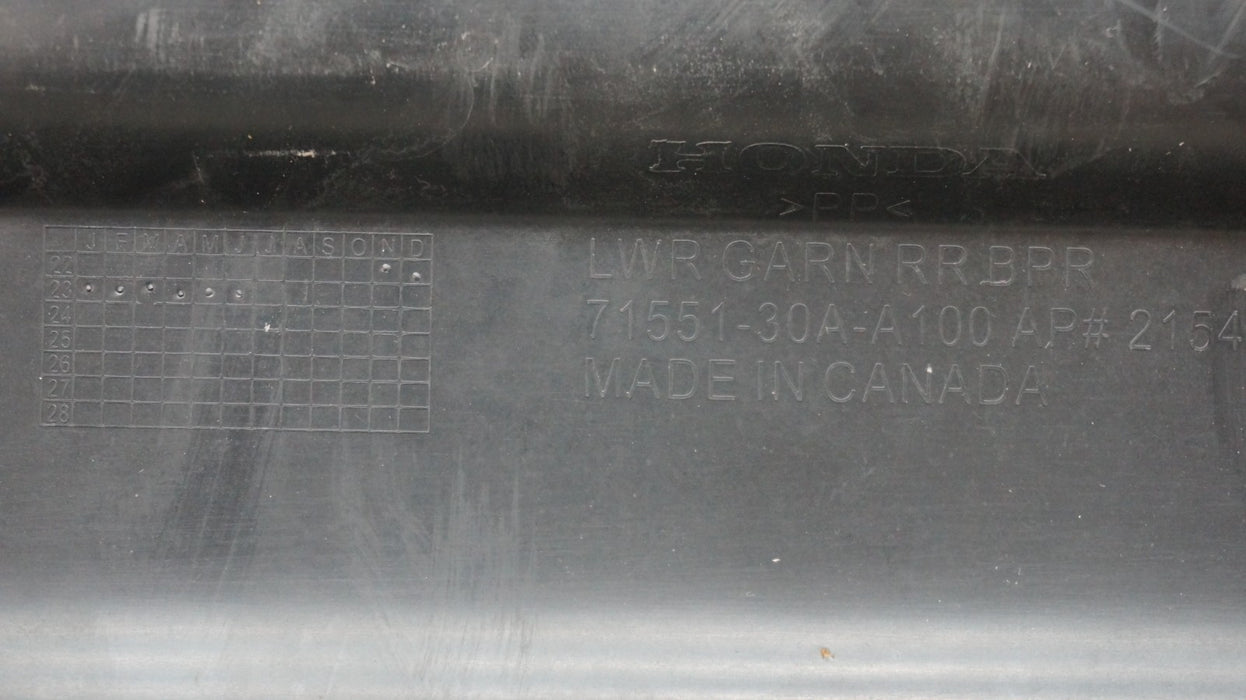 HONDA
>PP<
J F M A M J J A S O N D
22
23
24
25
26
27
28
LWR GARN RR BPR
71551-30A-A100 AP# 2154
MADE IN CANADA